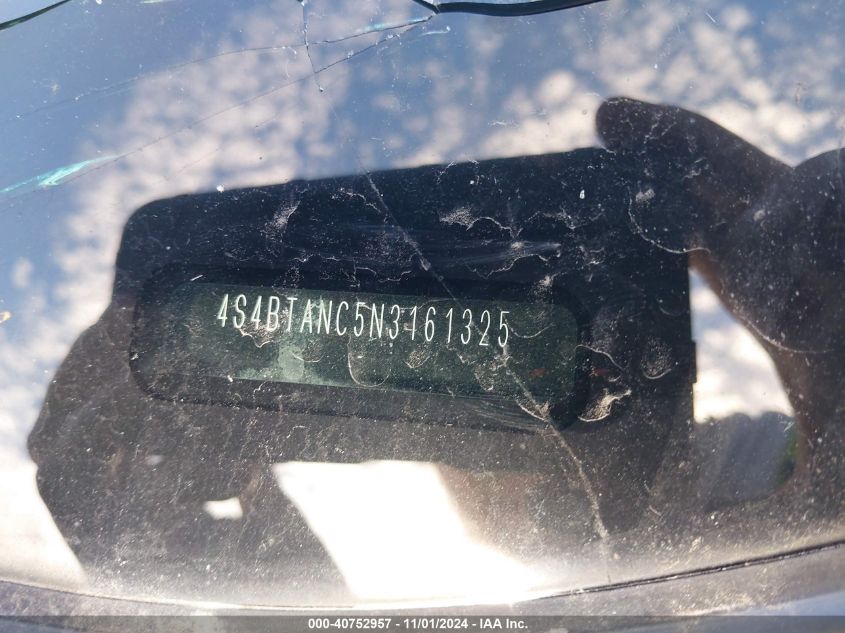 4S4BTANC5N3161325
000-40752957 - 11/01/2024 - IAA Inc.